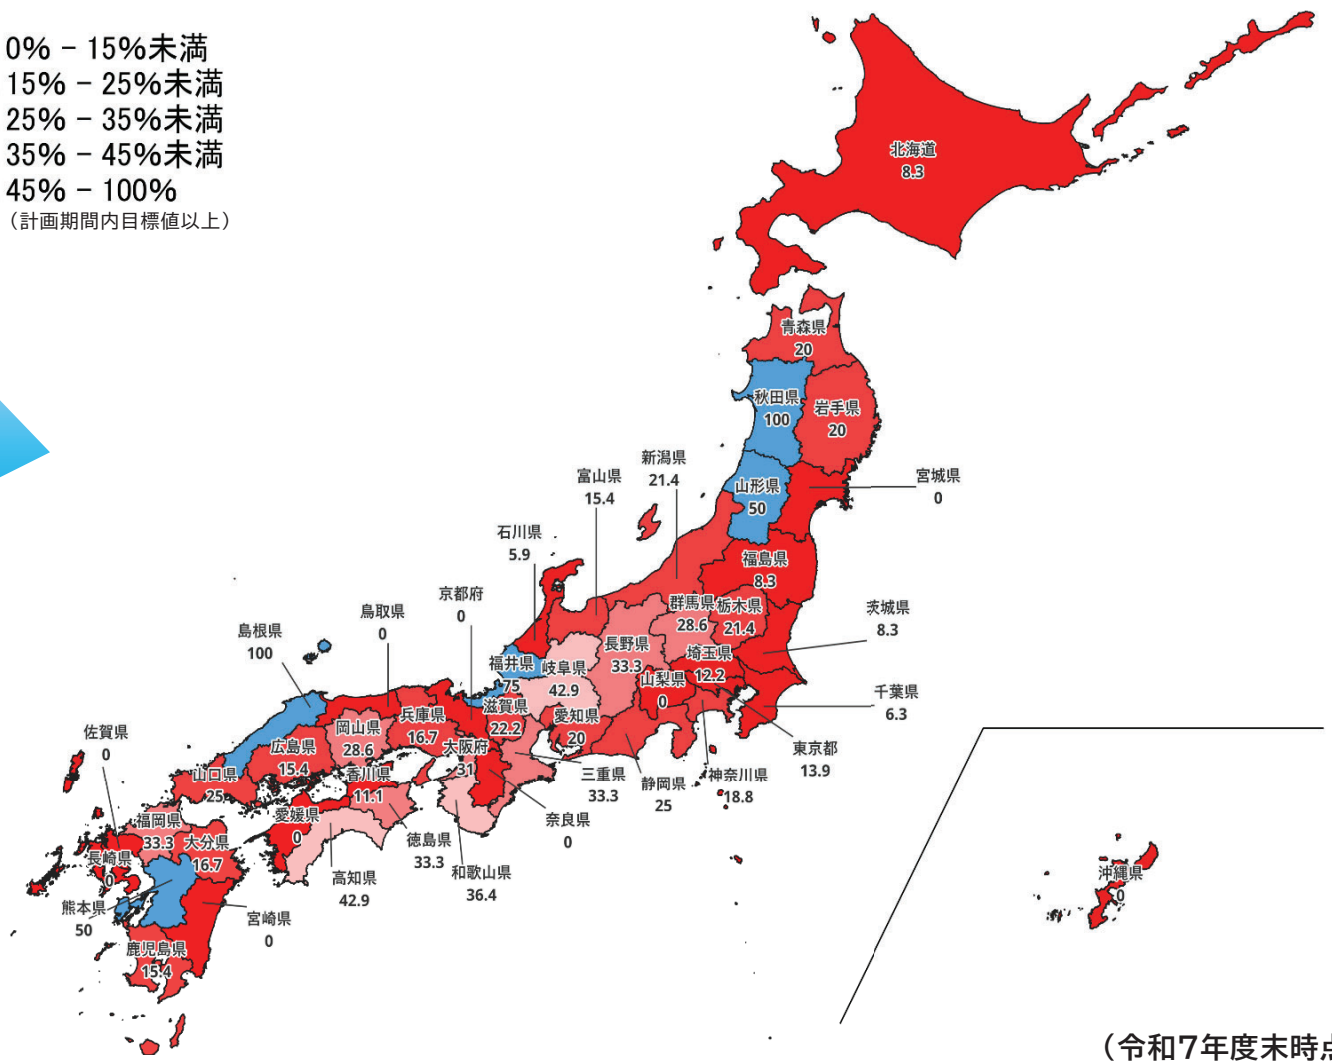 0% – 15%未満
15% – 25%未満
25% – 35%未満
35% – 45%未満
45% – 100%
（計画期間内目標値以上）
北海道
8.3
青森県
20
秋田県
100
岩手県
20
山形県
50
宮城県
0
新潟県
21.4
富山県
15.4
石川県
5.9
福島県
8.3
京都府
0
鳥取県
0
島根県
100
群馬県
28.6
栃木県
21.4
茨城県
8.3
長野県
33.3
埼玉県
12.2
福井県
75
岐阜県
42.9
山梨県
0
千葉県
6.3
滋賀県
22.2
愛知県
20
兵庫県
16.7
岡山県
28.6
広島県
15.4
大阪府
31
東京都
13.9
神奈川県
18.8
静岡県
25
三重県
33.3
佐賀県
0
山口県
25
香川県
11.1
奈良県
0
福岡県
33.3
大分県
16.7
愛媛県
0
徳島県
33.3
和歌山県
36.4
長崎県
0
高知県
42.9
熊本県
50
宮崎県
0
鹿児島県
15.4
沖縄県
0
（令和7年度末時点